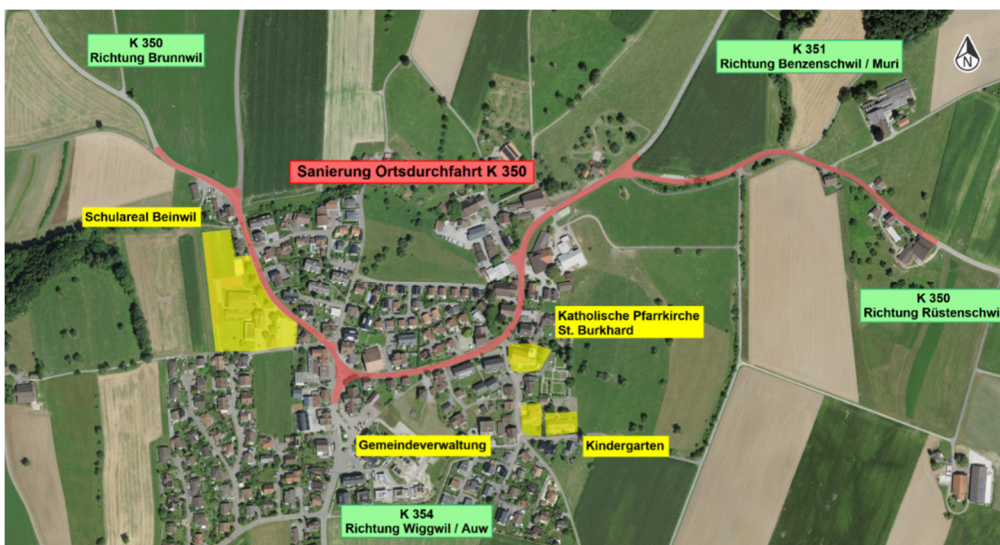 K 350
Richtung Brunnwil
K 351
Richtung Benzenschwil / Muri
N
Sanierung Ortsdurchfahrt K 350
Schulareal Beinwil
K 350
Richtung Rüstenschwi
Katholische Pfarrkirche
St. Burkhard
Gemeindeverwaltung
Kindergarten
K 354
Richtung Wiggwil / Auw